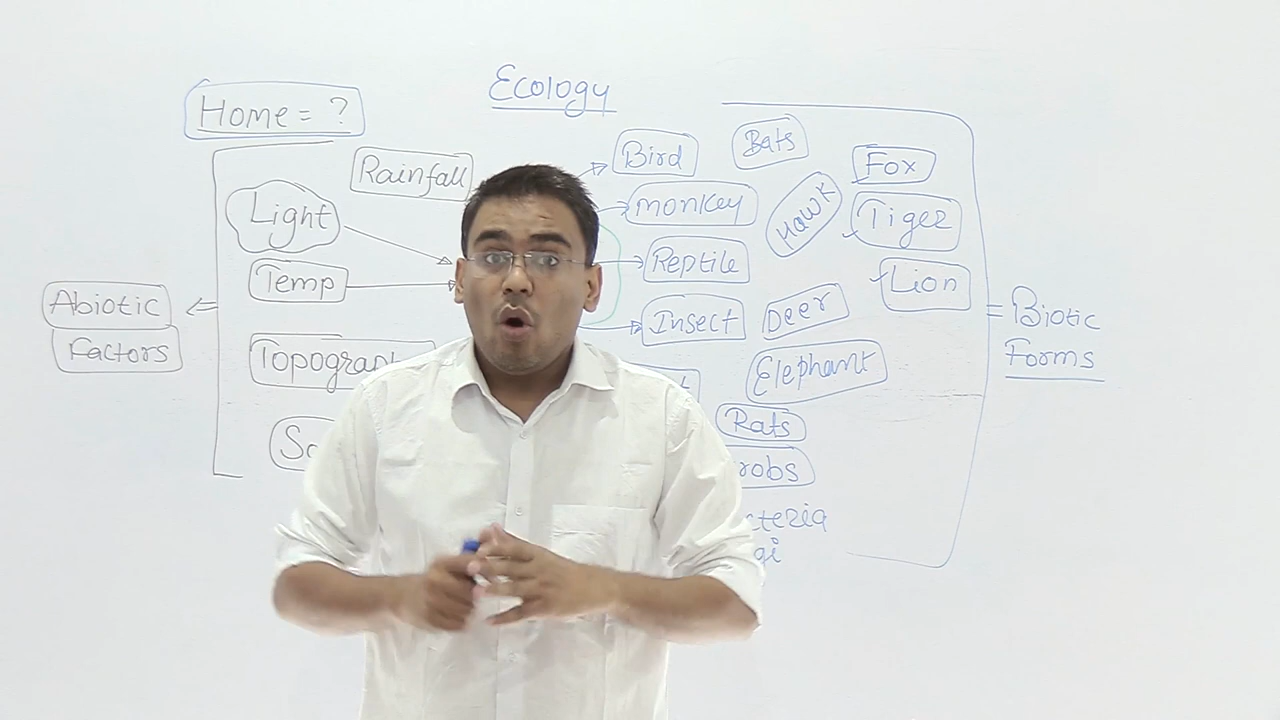 Ecology
Home = ?
Rainfall
Light
Temp
Abiotic
Factors
Bird
monkey
Reptile
Insect
Bats
Hawk
Deer
Elephant
Rats
Fox
Tiger
Lion
= Biotic
Forms